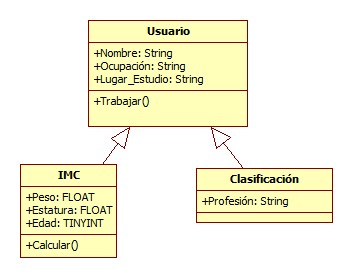 Usuario
+Nombre: String
+Ocupación: String
+Lugar_Estudio: String
+Trabajar()
IMC
+Peso: FLOAT
+Estatura: FLOAT
+Edad: TINYINT
+Calcular()
Clasificación
+Profesión: String